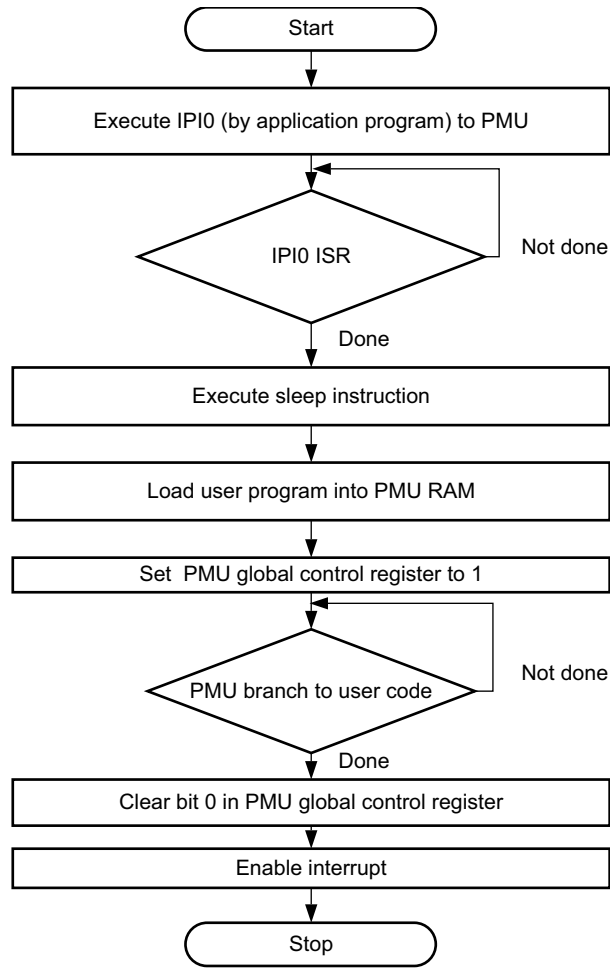 Start
Execute IPI0 (by application program) to PMU
IPI0 ISR
Not done
Done
Execute sleep instruction
Load user program into PMU RAM
Set PMU global control register to 1
PMU branch to user code
Not done
Done
Clear bit 0 in PMU global control register
Enable interrupt
Stop